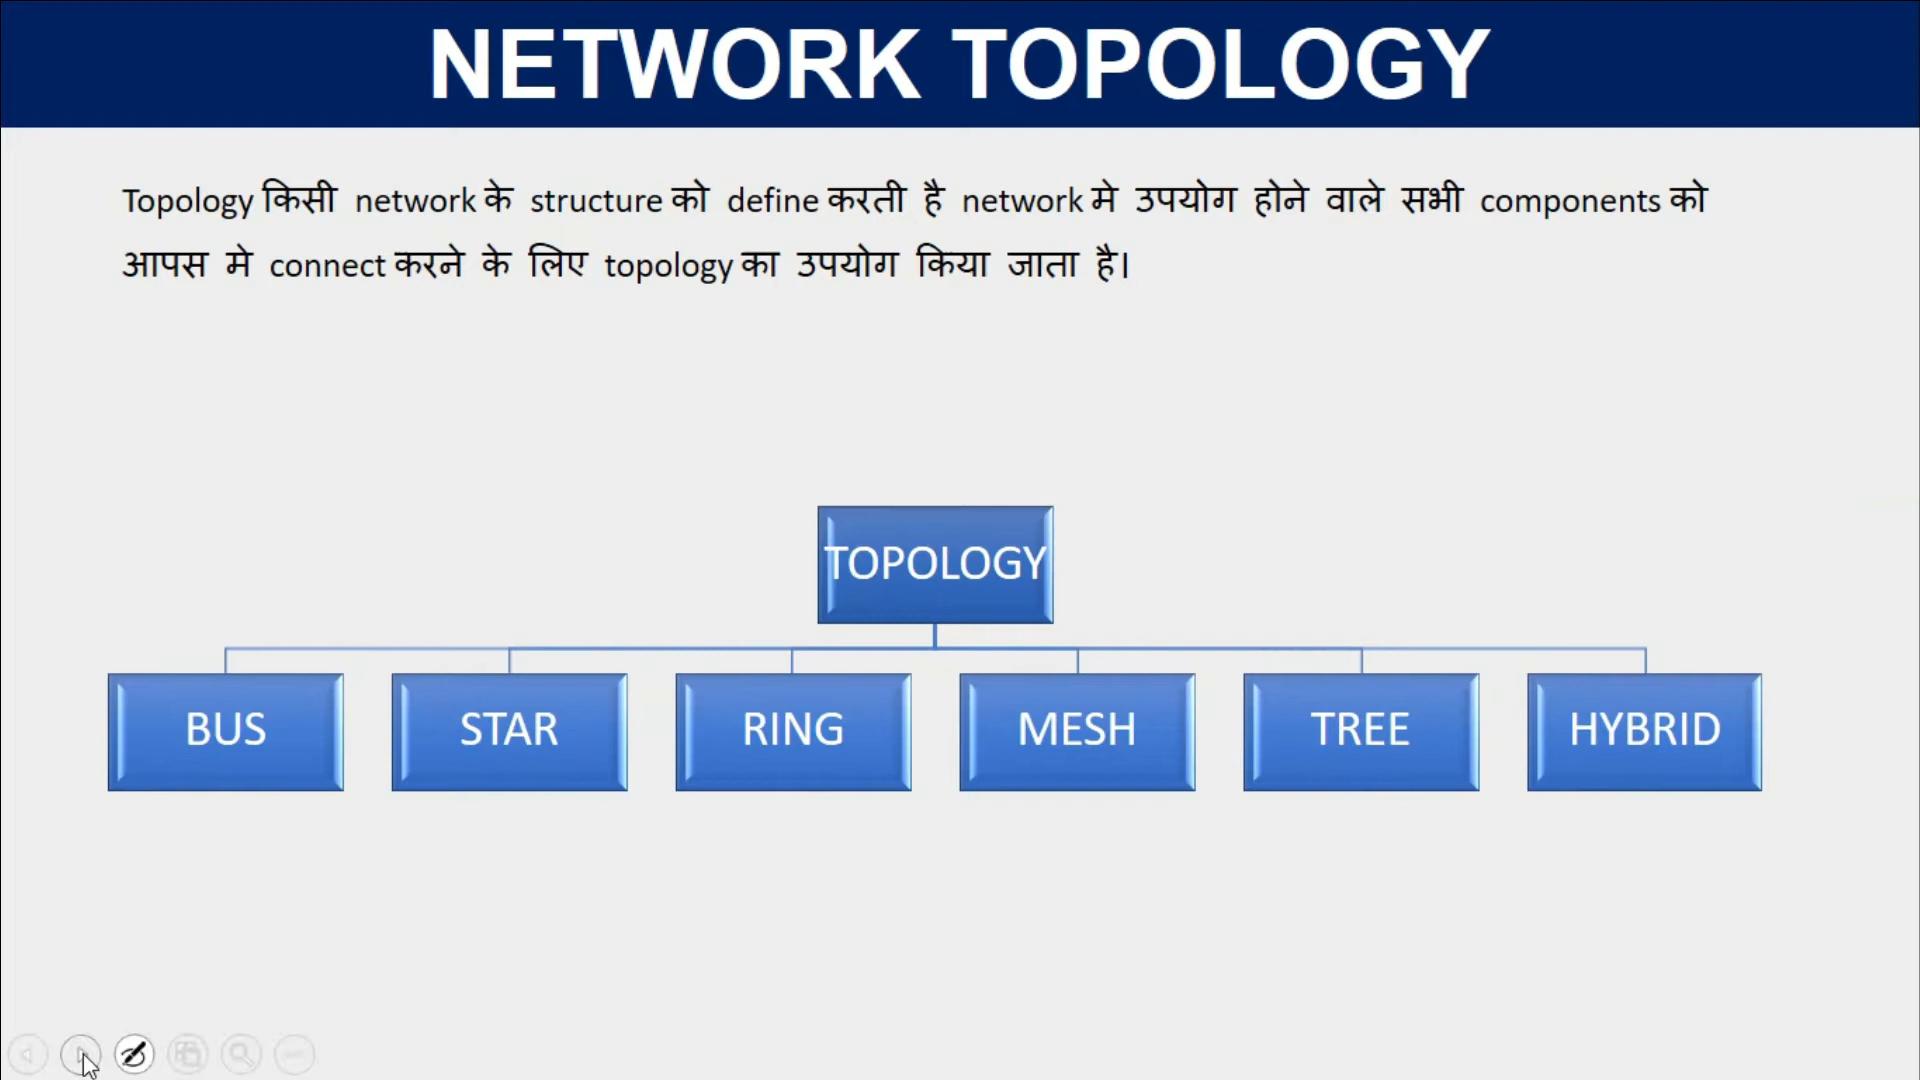 NETWORK TOPOLOGY
Topology किसी network के structure को define करती है network मे उपयोग होने वाले सभी components को
आपस मे connect करने के लिए topology का उपयोग किया जाता है।
TOPOLOGY
BUS STAR RING MESH TREE HYBRID